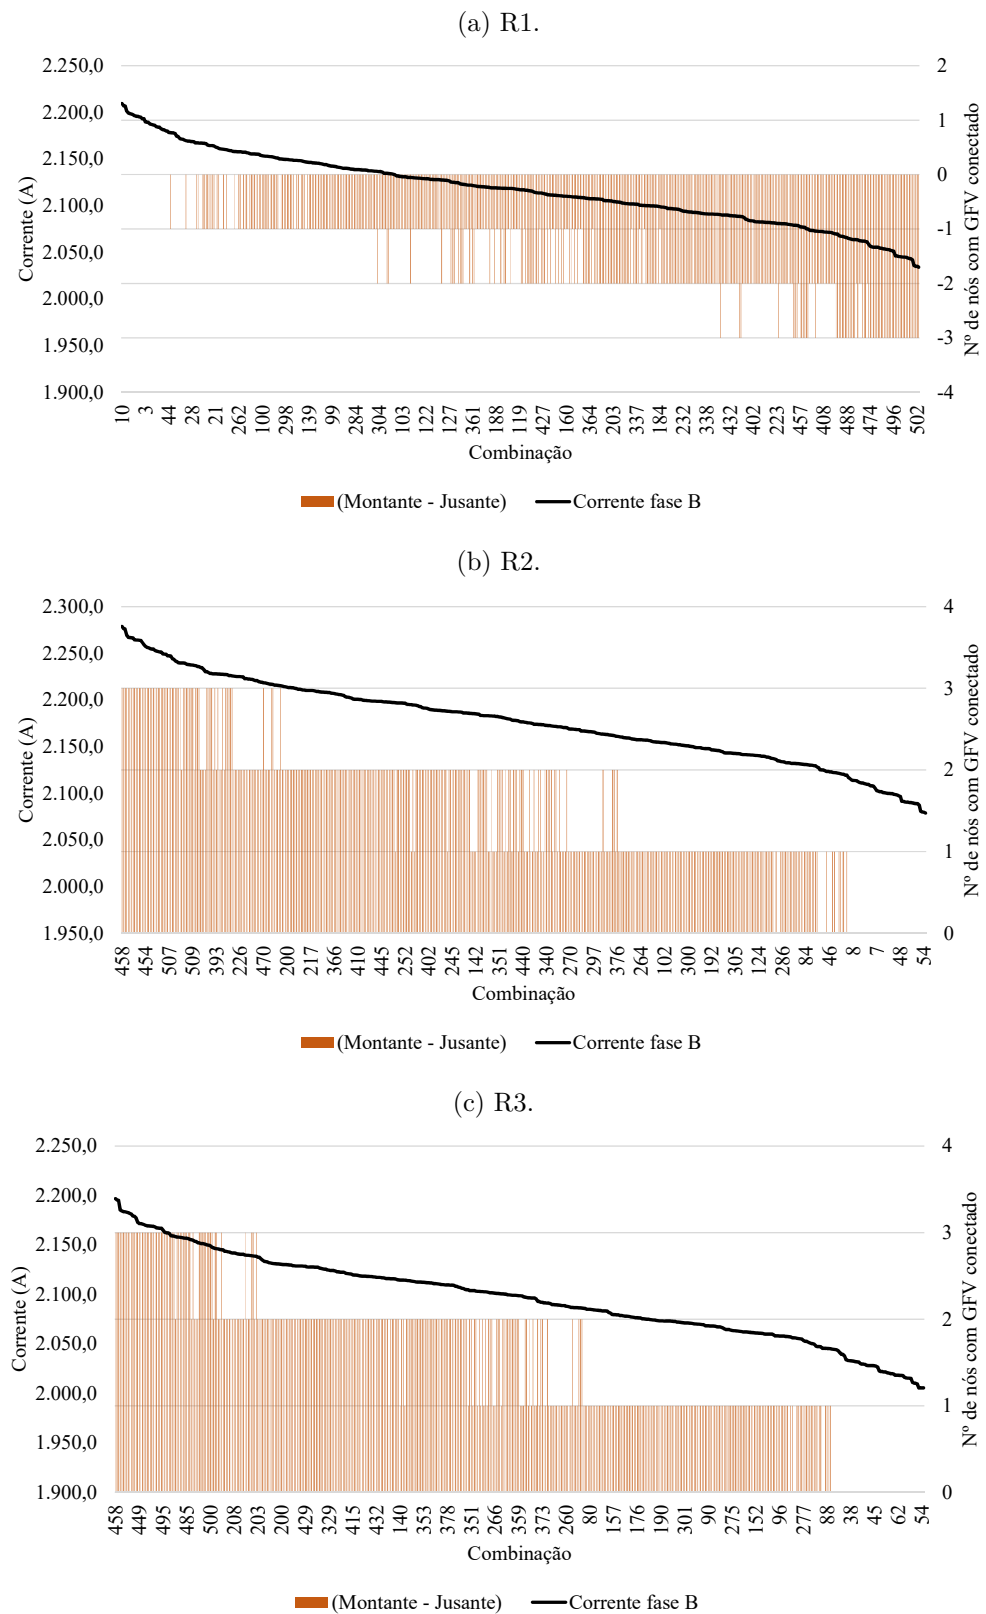 (a) R1.
2.250,0
2.200,0
2.150,0
2.100,0
2.050,0
2.000,0
1.950,0
1.900,0
Corrente (A)
2
1
0
-1
-2
-3
-4
Nº de nós com GFV conectado
10 3 44 28 21 262 100 298 139 99 284 304 103 122 127 361 188 119 427 160 364 203 337 184 232 338 432 402 223 457 408 488 474 496 502
Combinação
(Montante - Jusante) Corrente fase B
(b) R2.
2.300,0
2.250,0
2.200,0
2.150,0
2.100,0
2.050,0
2.000,0
1.950,0
Corrente (A)
4
3
2
1
0
Nº de nós com GFV conectado
458 454 507 509 393 226 470 200 217 366 410 445 252 402 245 142 351 440 340 270 297 376 264 102 300 192 305 124 286 84 46 8 7 48 54
Combinação
(Montante - Jusante) Corrente fase B
(c) R3.
2.250,0
2.200,0
2.150,0
2.100,0
2.050,0
2.000,0
1.950,0
1.900,0
Corrente (A)
4
3
2
1
0
Nº de nós com GFV conectado
458 449 495 485 500 208 203 200 429 329 415 432 140 355 378 351 266 359 373 260 80 157 176 190 301 90 275 152 96 277 88 38 45 62 54
Combinação
(Montante - Jusante) Corrente fase B